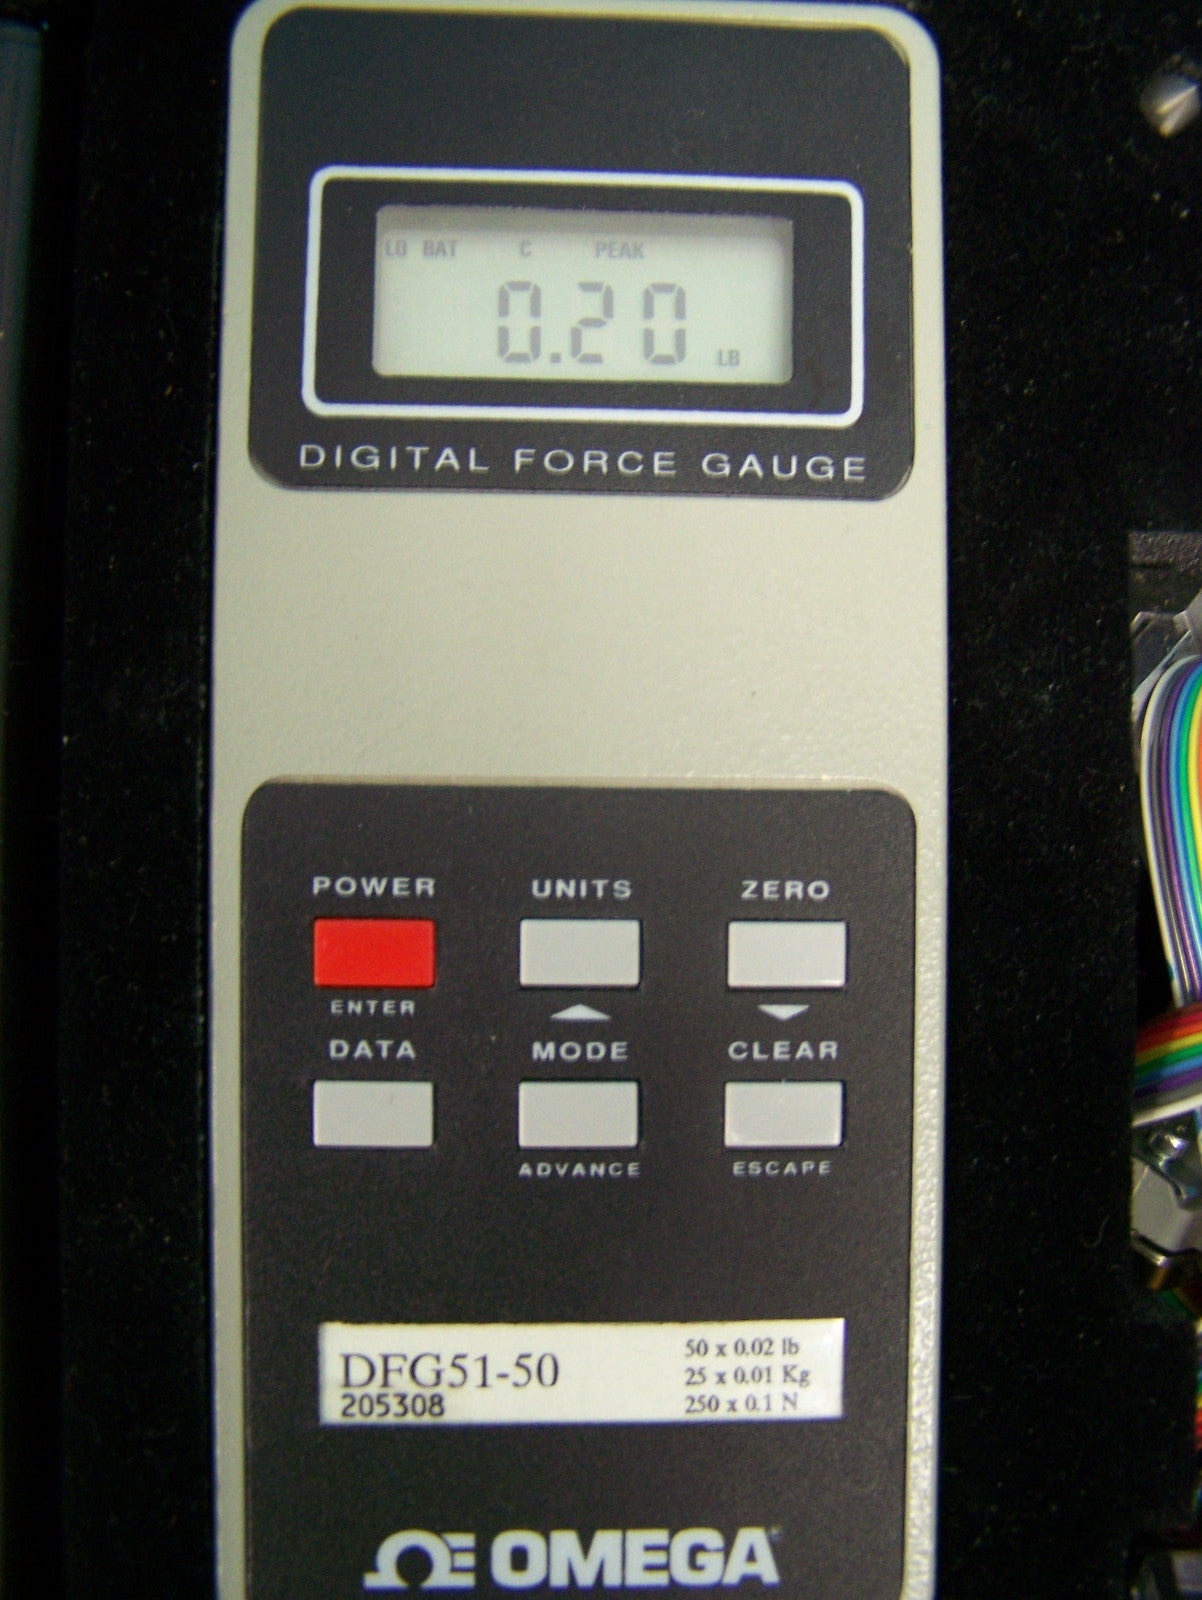 LO BAT C PEAK
0.20 LB
DIGITAL FORCE GAUGE
POWER UNITS ZERO
ENTER
DATA MODE CLEAR
ADVANCE ESCAPE
DFG51-50
205308
50 x 0.02 lb
25 x 0.01 Kg
250 x 0.1 N
OMEGA